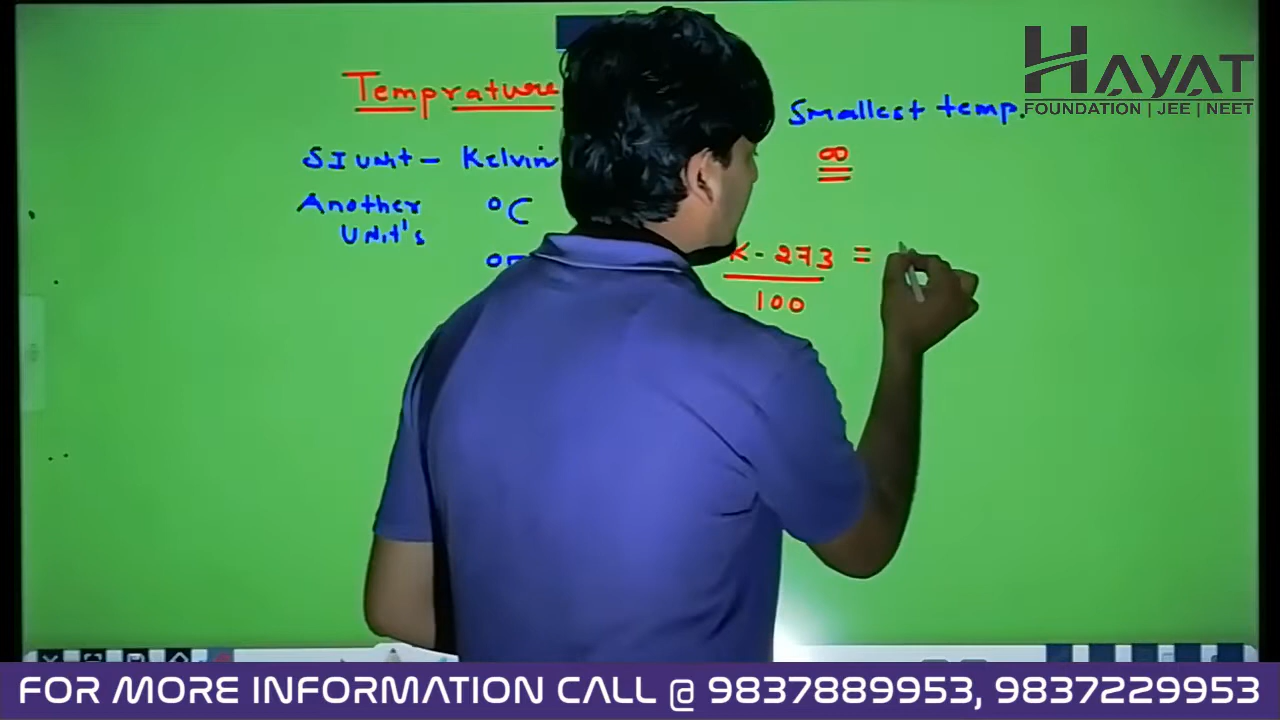 HAYAT
FOUNDATION | JEE | NEET
Temprature
Smallest temp.
∞
SI Unit - Kelvin
Another °C
Unit's
K - 273 =
100
FOR MORE INFORMATION CALL @ 9837889953, 9837229953